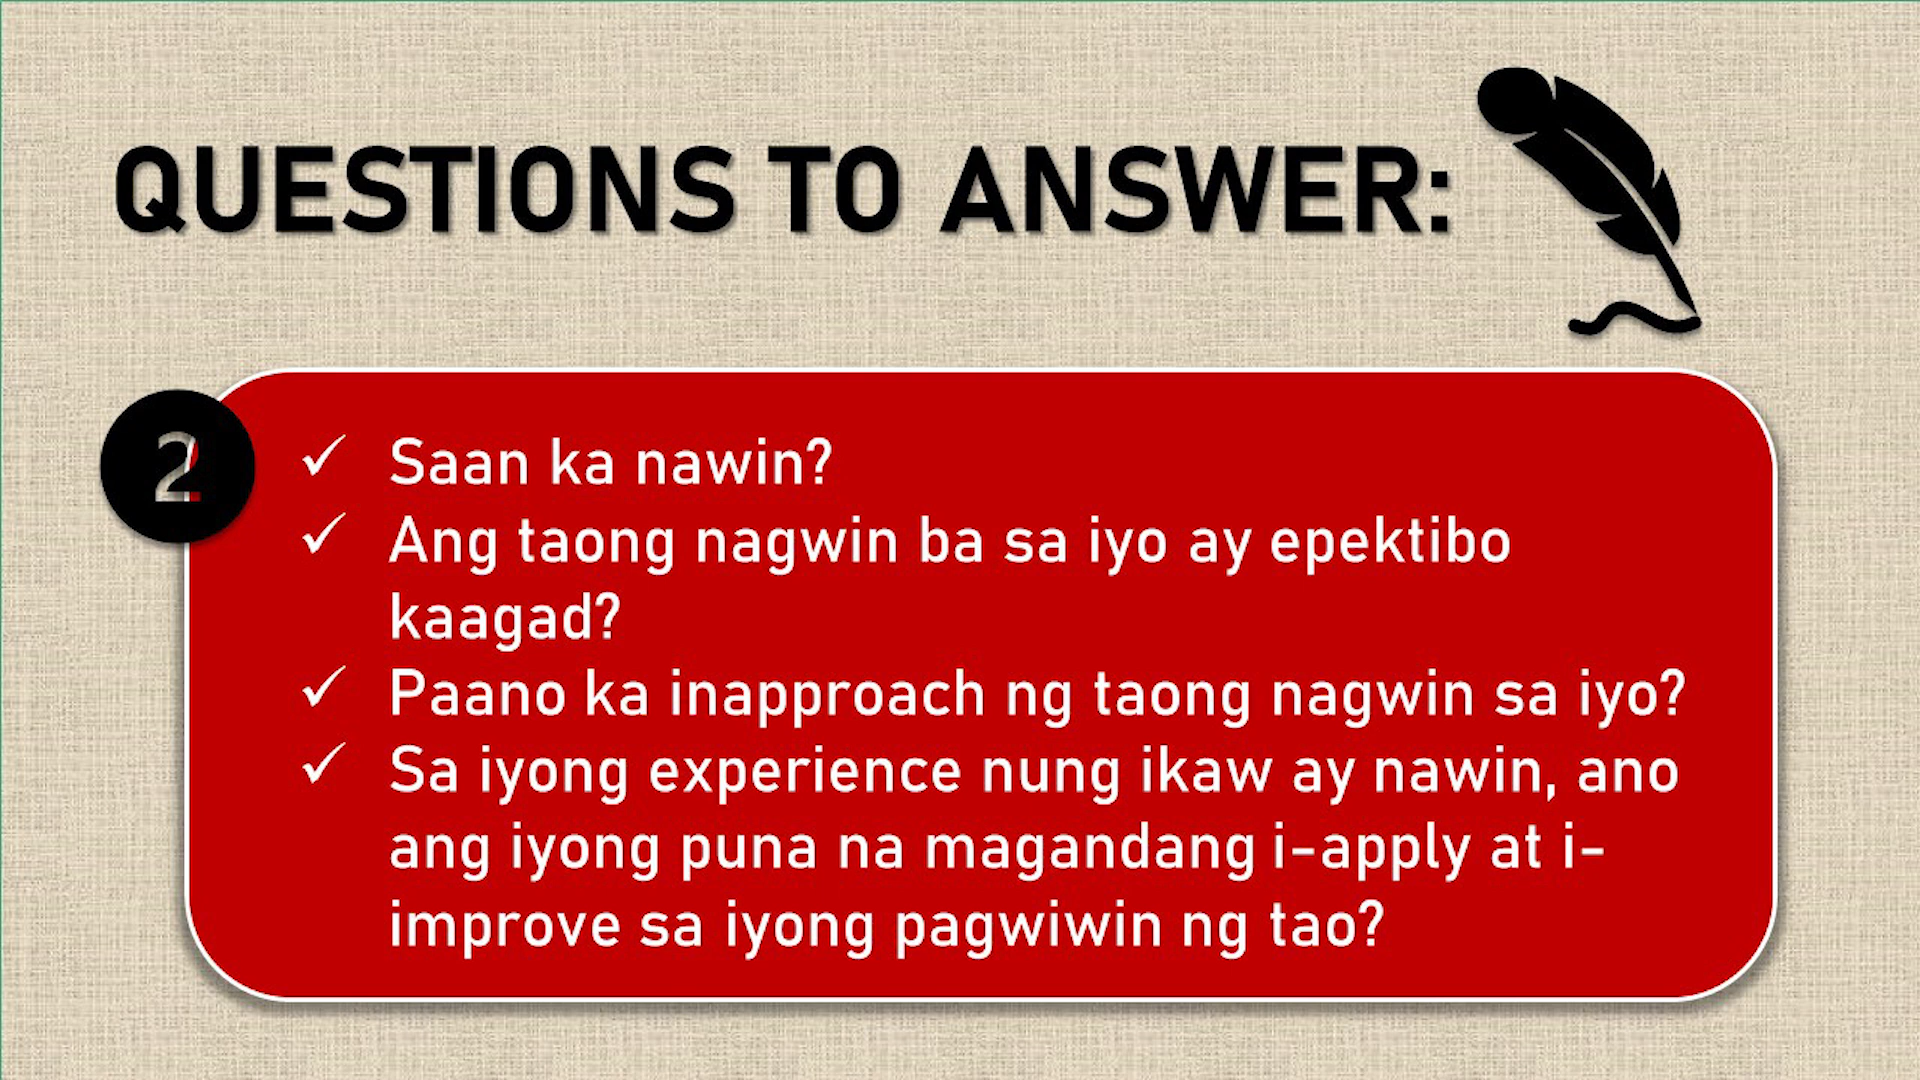 QUESTIONS TO ANSWER:
2
✓ Saan ka nawin?
✓ Ang taong nagwin ba sa iyo ay epektibo
kaagad?
✓ Paano ka inapproach ng taong nagwin sa iyo?
✓ Sa iyong experience nung ikaw ay nawin, ano
ang iyong puna na magandang i-apply at i-
improve sa iyong pagwiwin ng tao?